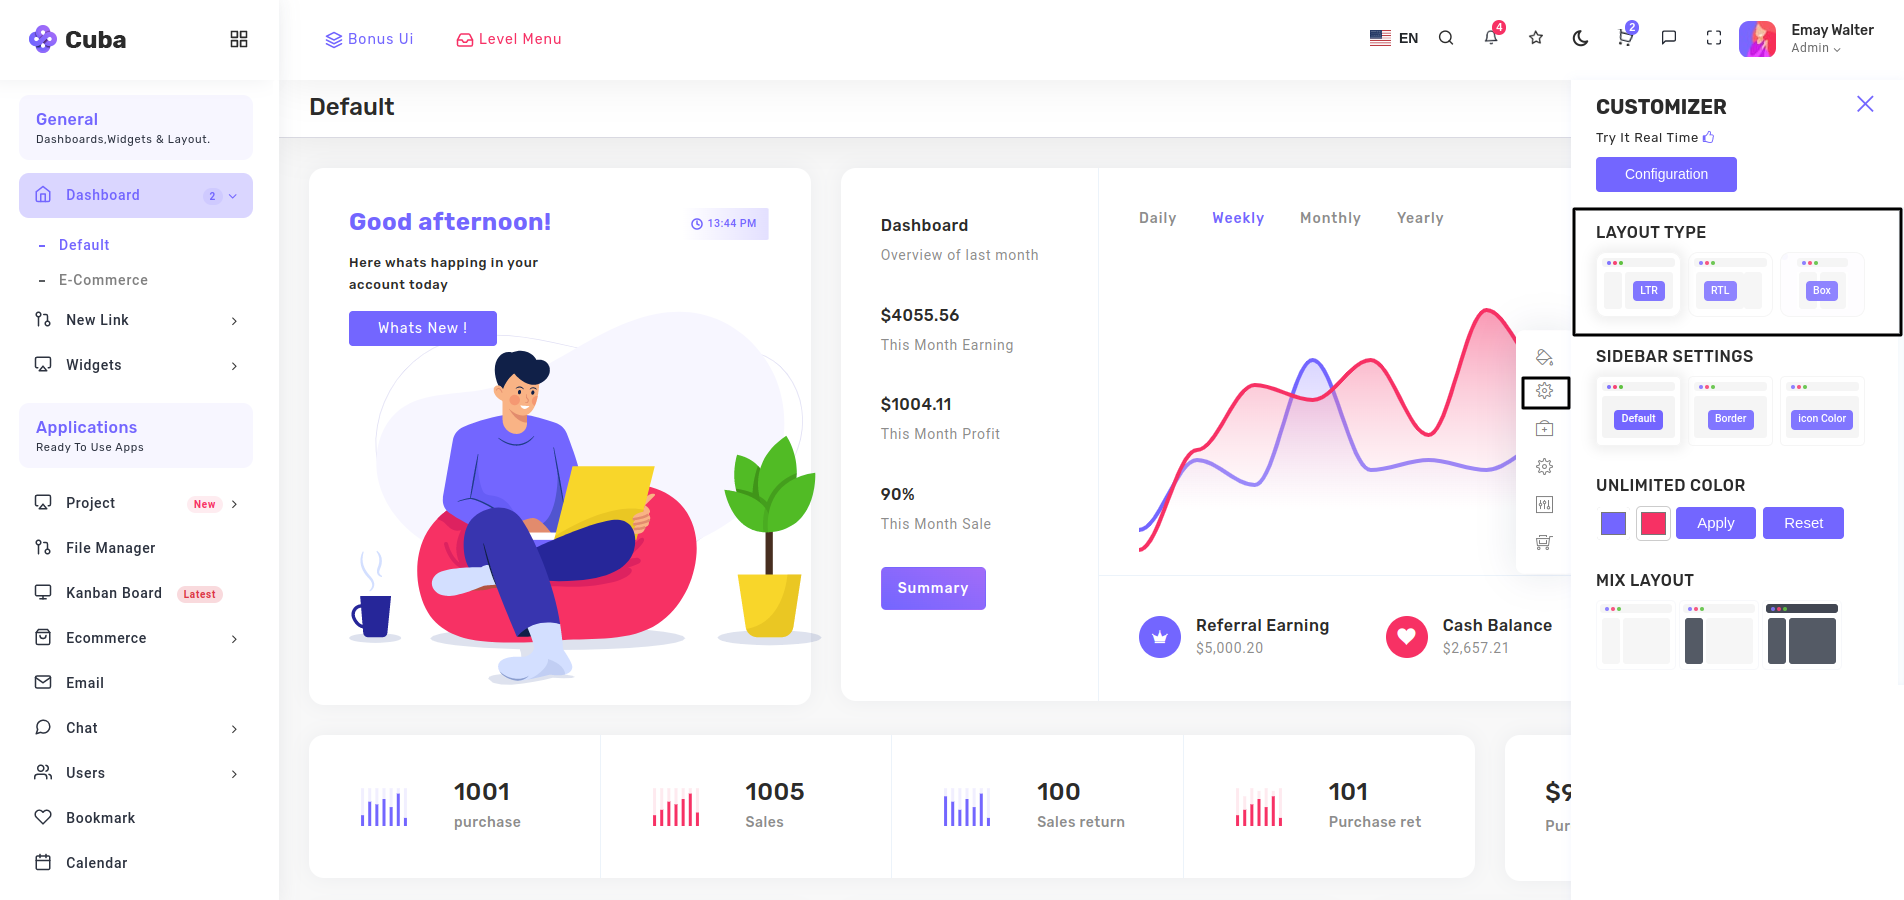 Cuba
Bonus Ui
Level Menu
EN
4
2
Emay Walter
Admin
General
Dashboards,Widgets & Layout.
Dashboard
2
Default
E-Commerce
New Link
Widgets
Applications
Ready To Use Apps
Project
New
File Manager
Kanban Board
Latest
Ecommerce
Email
Chat
Users
Bookmark
Calendar
Default
Good afternoon!
13:44 PM
Here whats happing in your
account today
Whats New !
Dashboard
Overview of last month
$4055.56
This Month Earning
$1004.11
This Month Profit
90%
This Month Sale
Summary
Daily
Weekly
Monthly
Yearly
Referral Earning
$5,000.20
Cash Balance
$2,657.21
1001
purchase
1005
Sales
100
Sales return
101
Purchase ret
$9
Pur
CUSTOMIZER
Try It Real Time
Configuration
LAYOUT TYPE
LTR
RTL
Box
SIDEBAR SETTINGS
Default
Border
icon Color
UNLIMITED COLOR
Apply
Reset
MIX LAYOUT